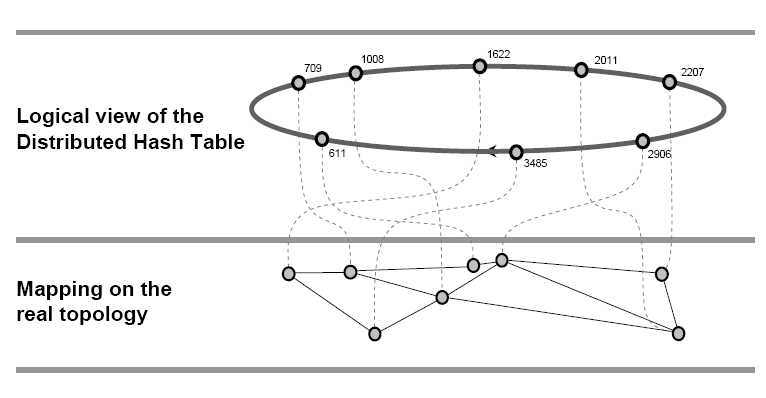 709
1008
1622
2011
2207
Logical view of the
Distributed Hash Table
611
3485
2906
Mapping on the
real topology